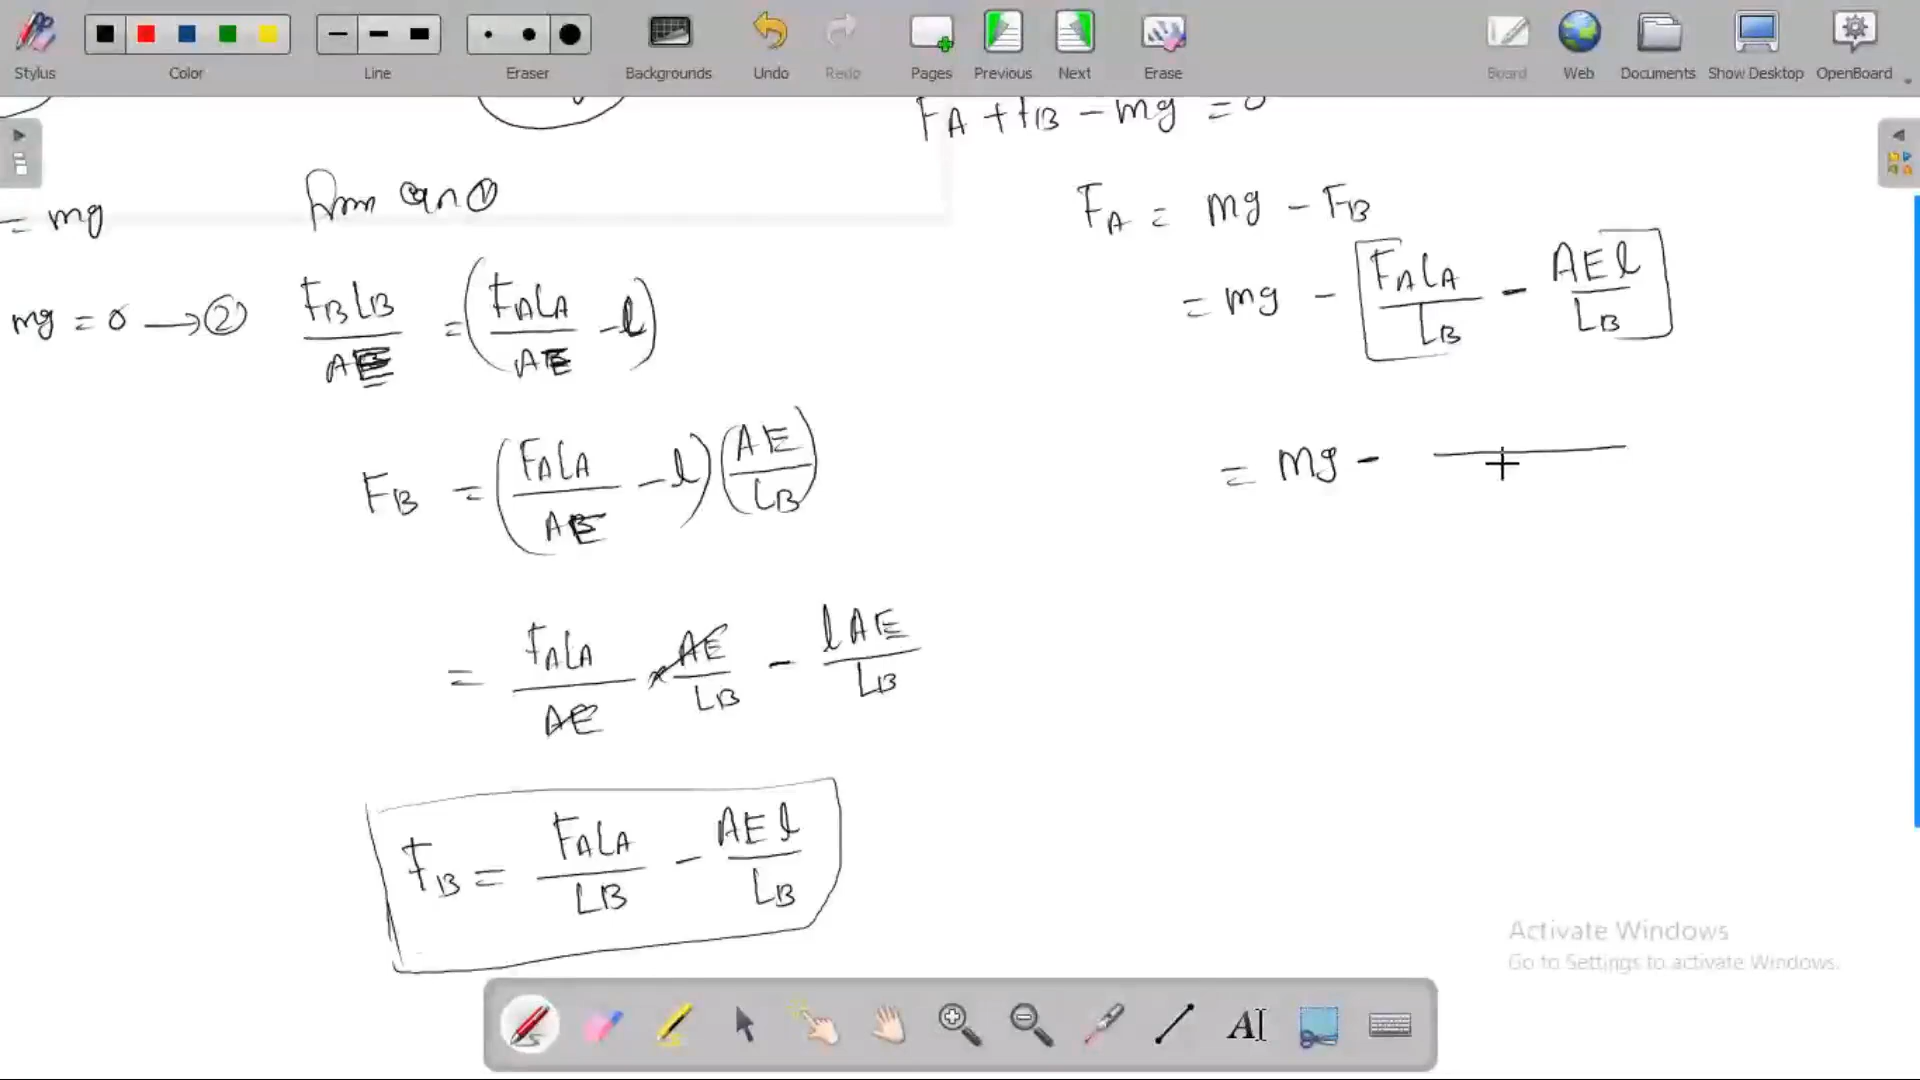 Stylus Color Line Eraser Backgrounds Undo Redo Pages Previous Next Erase Board Web Documents Show Desktop OpenBoard
FA + FB - mg = 0
= mg
mg = 0 → ②
From eqn ①
FB LB / AE = (FA LA / AE - l)
FB = (FA LA / AE - l) (AE / LB)
= FA LA / AE × AE / LB - l AE / LB
FB = FA LA / LB - AE l / LB
FA = mg - FB
= mg - [FA LA / LB - AE l / LB]
= mg -
Activate Windows
Go to Settings to activate Windows.